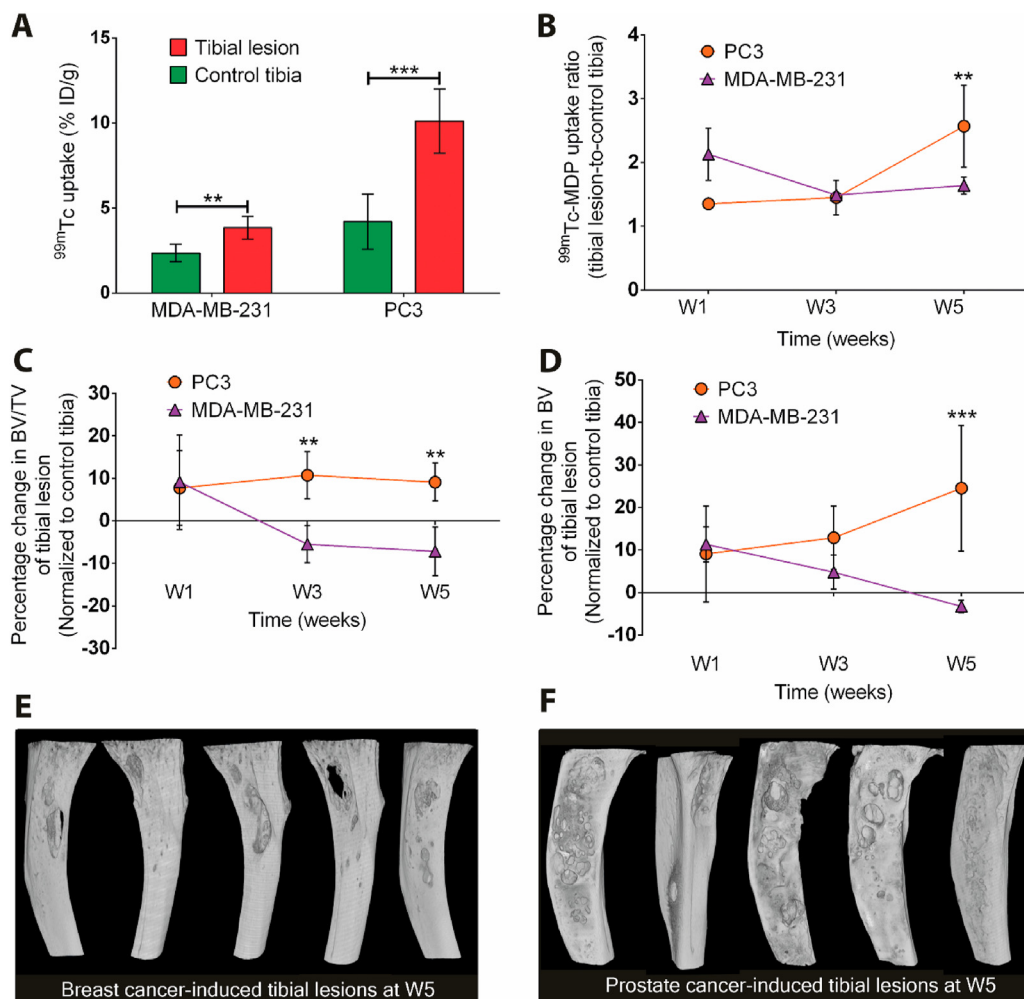 A
15
10
5
0
⁹⁹ᵐTc uptake (% ID/g)
Tibial lesion
Control tibia
**
***
MDA-MB-231
PC3
B
4
3
2
1
0
⁹⁹ᵐTc-MDP uptake ratio
(tibial lesion-to-control tibia)
PC3
MDA-MB-231
**
W1
W3
W5
Time (weeks)
C
30
20
10
0
-10
-20
-30
Percentage change in BV/TV
of tibial lesion
(Normalized to control tibia)
PC3
MDA-MB-231
**
**
W1
W3
W5
Time (weeks)
D
50
40
30
20
10
0
-10
Percentage change in BV
of tibial lesion
(Normalized to control tibia)
PC3
MDA-MB-231
***
W1
W3
W5
Time (weeks)
E
Breast cancer-induced tibial lesions at W5
F
Prostate cancer-induced tibial lesions at W5